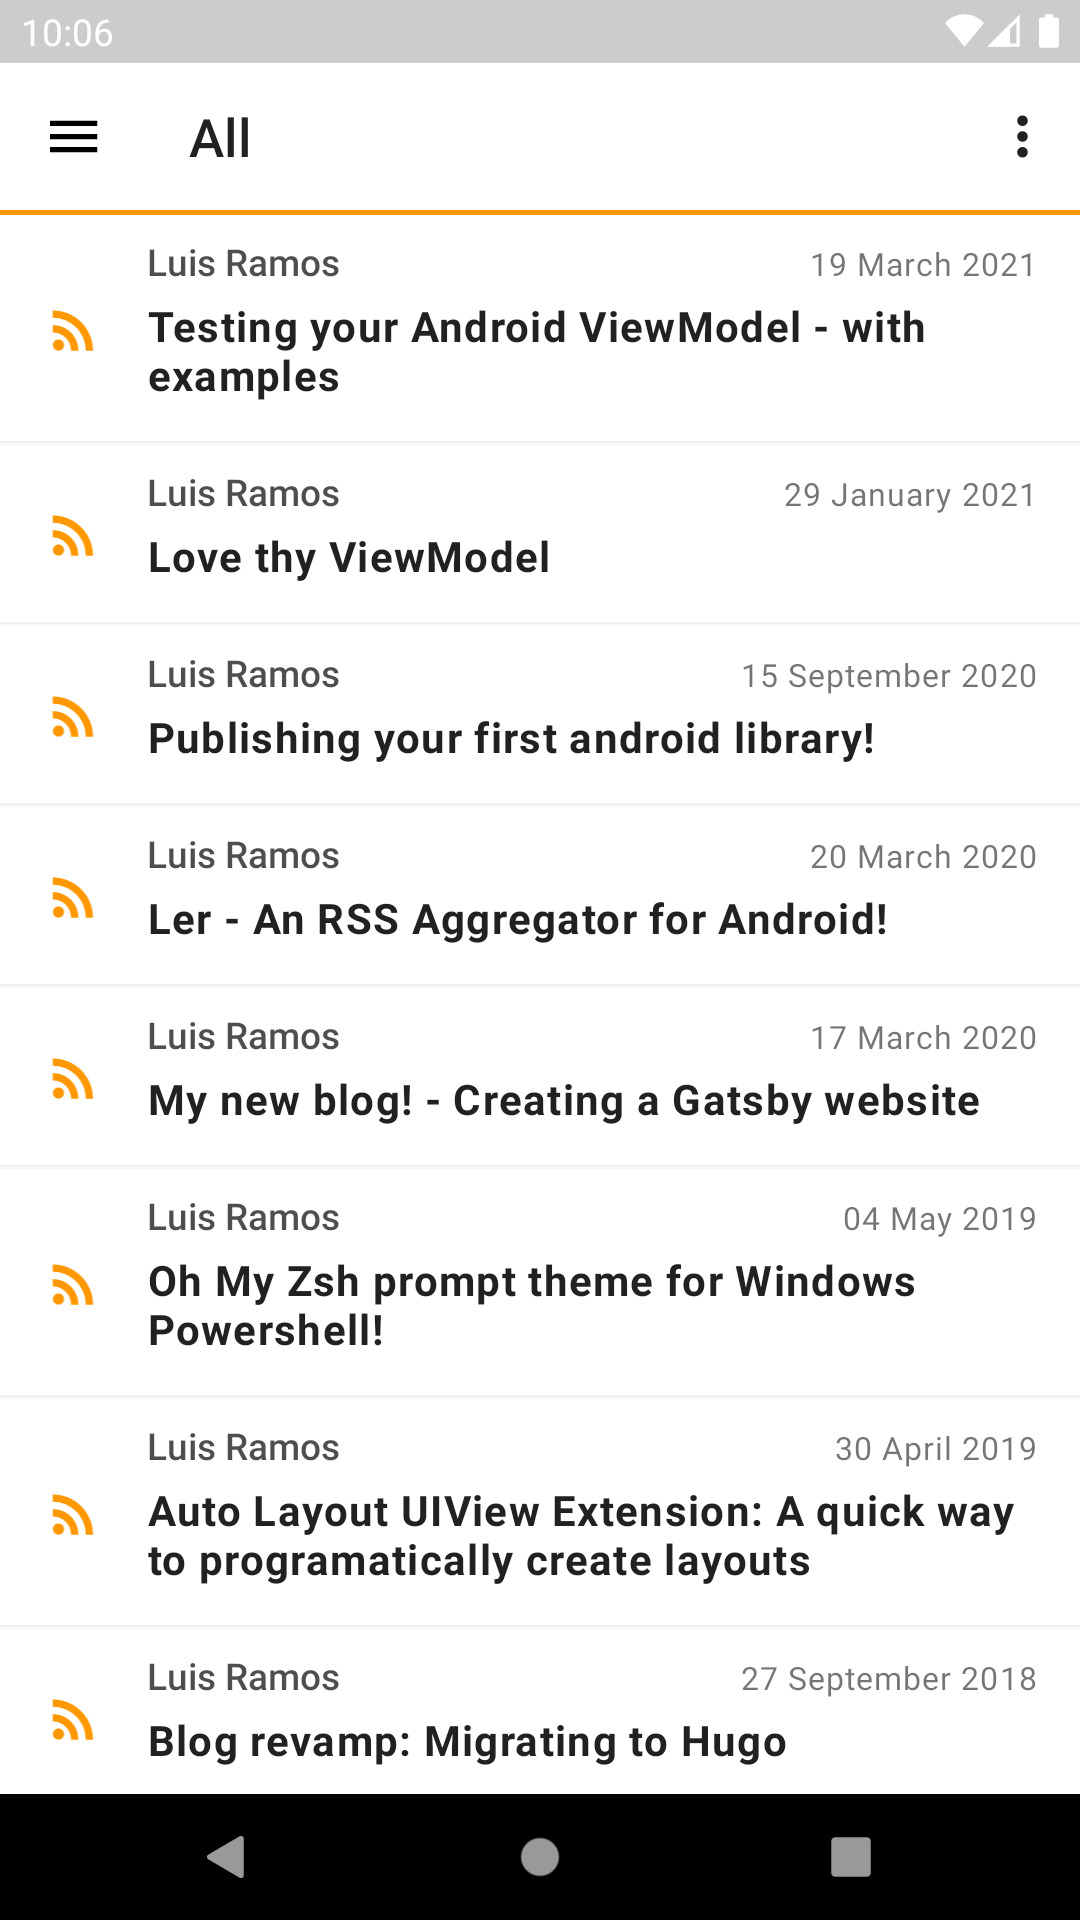 10:06
All
Luis Ramos 19 March 2021
Testing your Android ViewModel - with
examples
Luis Ramos 29 January 2021
Love thy ViewModel
Luis Ramos 15 September 2020
Publishing your first android library!
Luis Ramos 20 March 2020
Ler - An RSS Aggregator for Android!
Luis Ramos 17 March 2020
My new blog! - Creating a Gatsby website
Luis Ramos 04 May 2019
Oh My Zsh prompt theme for Windows
Powershell!
Luis Ramos 30 April 2019
Auto Layout UIView Extension: A quick way
to programatically create layouts
Luis Ramos 27 September 2018
Blog revamp: Migrating to Hugo